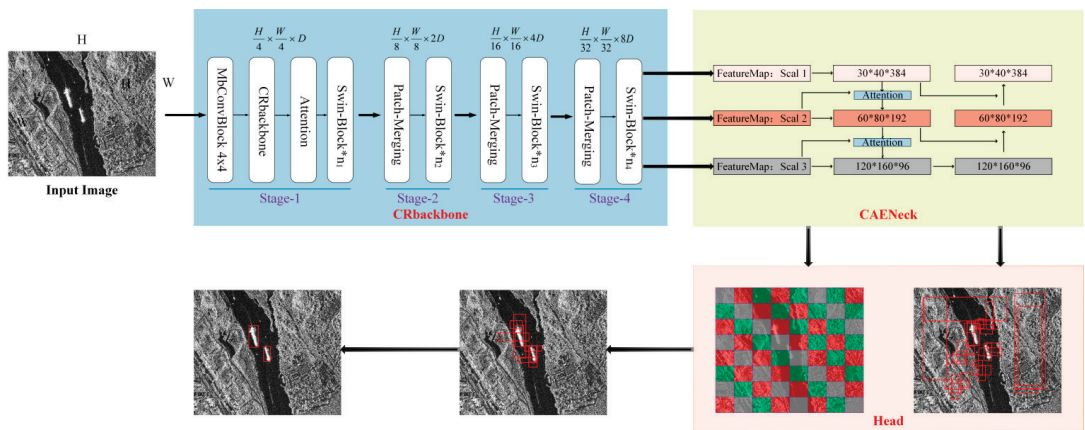 H
W
Input Image
H/4 × W/4 × D
H/8 × W/8 × 2D
H/16 × W/16 × 4D
H/32 × W/32 × 8D
MbConvBlock 4x4
CRbackbone
Attention
Swin-Block*n₁
Patch-Merging
Swin-Block*n₂
Patch-Merging
Swin-Block*n₃
Patch-Merging
Swin-Block*n₄
Stage-1
Stage-2
Stage-3
Stage-4
CRbackbone
FeatureMap：Scal 1
30*40*384
30*40*384
Attention
FeatureMap：Scal 2
60*80*192
60*80*192
Attention
FeatureMap：Scal 3
120*160*96
120*160*96
CAENeck
Head